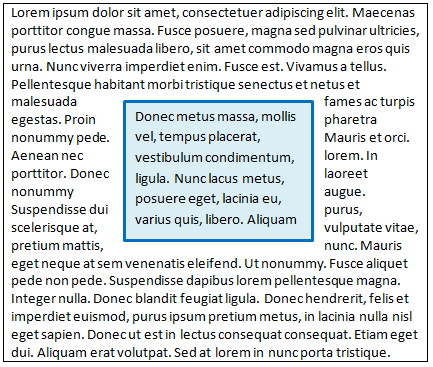 Lorem ipsum dolor sit amet, consectetuer adipiscing elit. Maecenas
porttitor congue massa. Fusce posuere, magna sed pulvinar ultricies,
purus lectus malesuada libero, sit amet commodo magna eros quis
urna. Nunc viverra imperdiet enim. Fusce est. Vivamus a tellus.
Pellentesque habitant morbi tristique senectus et netus et
malesuada fames ac turpis
egestas. Proin pharetra
nonummy pede. Mauris et orci.
Aenean nec lorem. In
porttitor. Donec laoreet
nonummy augue.
Suspendisse dui purus,
scelerisque at, vulputate vitae,
pretium mattis, nunc. Mauris
Donec metus massa, mollis
vel, tempus placerat,
vestibulum condimentum,
ligula. Nunc lacus metus,
posuere eget, lacinia eu,
varius quis, libero. Aliquam
eget neque at sem venenatis eleifend. Ut nonummy. Fusce aliquet
pede non pede. Suspendisse dapibus lorem pellentesque magna.
Integer nulla. Donec blandit feugiat ligula. Donec hendrerit, felis et
imperdiet euismod, purus ipsum pretium metus, in lacinia nulla nisl
eget sapien. Donec ut est in lectus consequat consequat. Etiam eget
dui. Aliquam erat volutpat. Sed at lorem in nunc porta tristique.